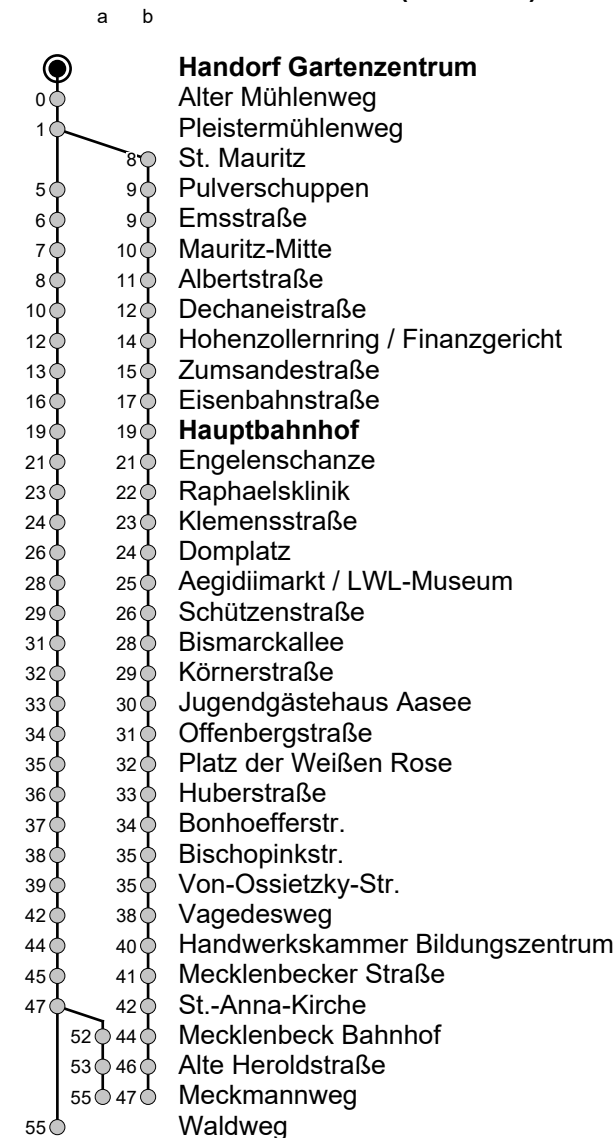 a b
Handorf Gartenzentrum
0 Alter Mühlenweg
1 Pleistermühlenweg
8 St. Mauritz
5 9 Pulverschuppen
6 9 Emsstraße
7 10 Mauritz-Mitte
8 11 Albertstraße
10 12 Dechaneistraße
12 14 Hohenzollernring / Finanzgericht
13 15 Zumsandestraße
16 17 Eisenbahnstraße
19 19 Hauptbahnhof
21 21 Engelenschanze
23 22 Raphaelsklinik
24 23 Klemensstraße
26 24 Domplatz
28 25 Aegidiimarkt / LWL-Museum
29 26 Schützenstraße
31 28 Bismarckallee
32 29 Körnerstraße
33 30 Jugendgästehaus Aasee
34 31 Offenbergstraße
35 32 Platz der Weißen Rose
36 33 Huberstraße
37 34 Bonhoefferstr.
38 35 Bischopinkstr.
39 35 Von-Ossietzky-Str.
42 38 Vagedesweg
44 40 Handwerkskammer Bildungszentrum
45 41 Mecklenbecker Straße
47 42 St.-Anna-Kirche
52 44 Mecklenbeck Bahnhof
53 46 Alte Heroldstraße
55 47 Meckmannweg
55 Waldweg